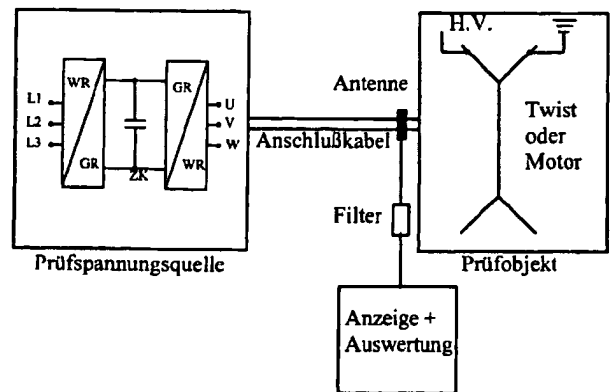 H.V.
WR
GR
L1
L2
L3
U
V
W
GR
ZK
WR
Antenne
Anschlußkabel
Twist
oder
Motor
Filter
Prüfspannungsquelle
Prüfobjekt
Anzeige +
Auswertung